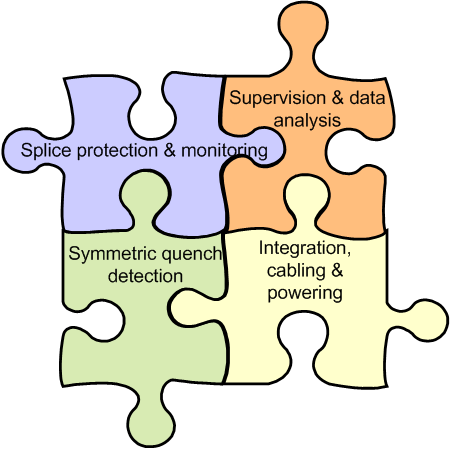 Supervision & data
analysis
Splice protection & monitoring
Symmetric quench
detection
Integration,
cabling &
powering